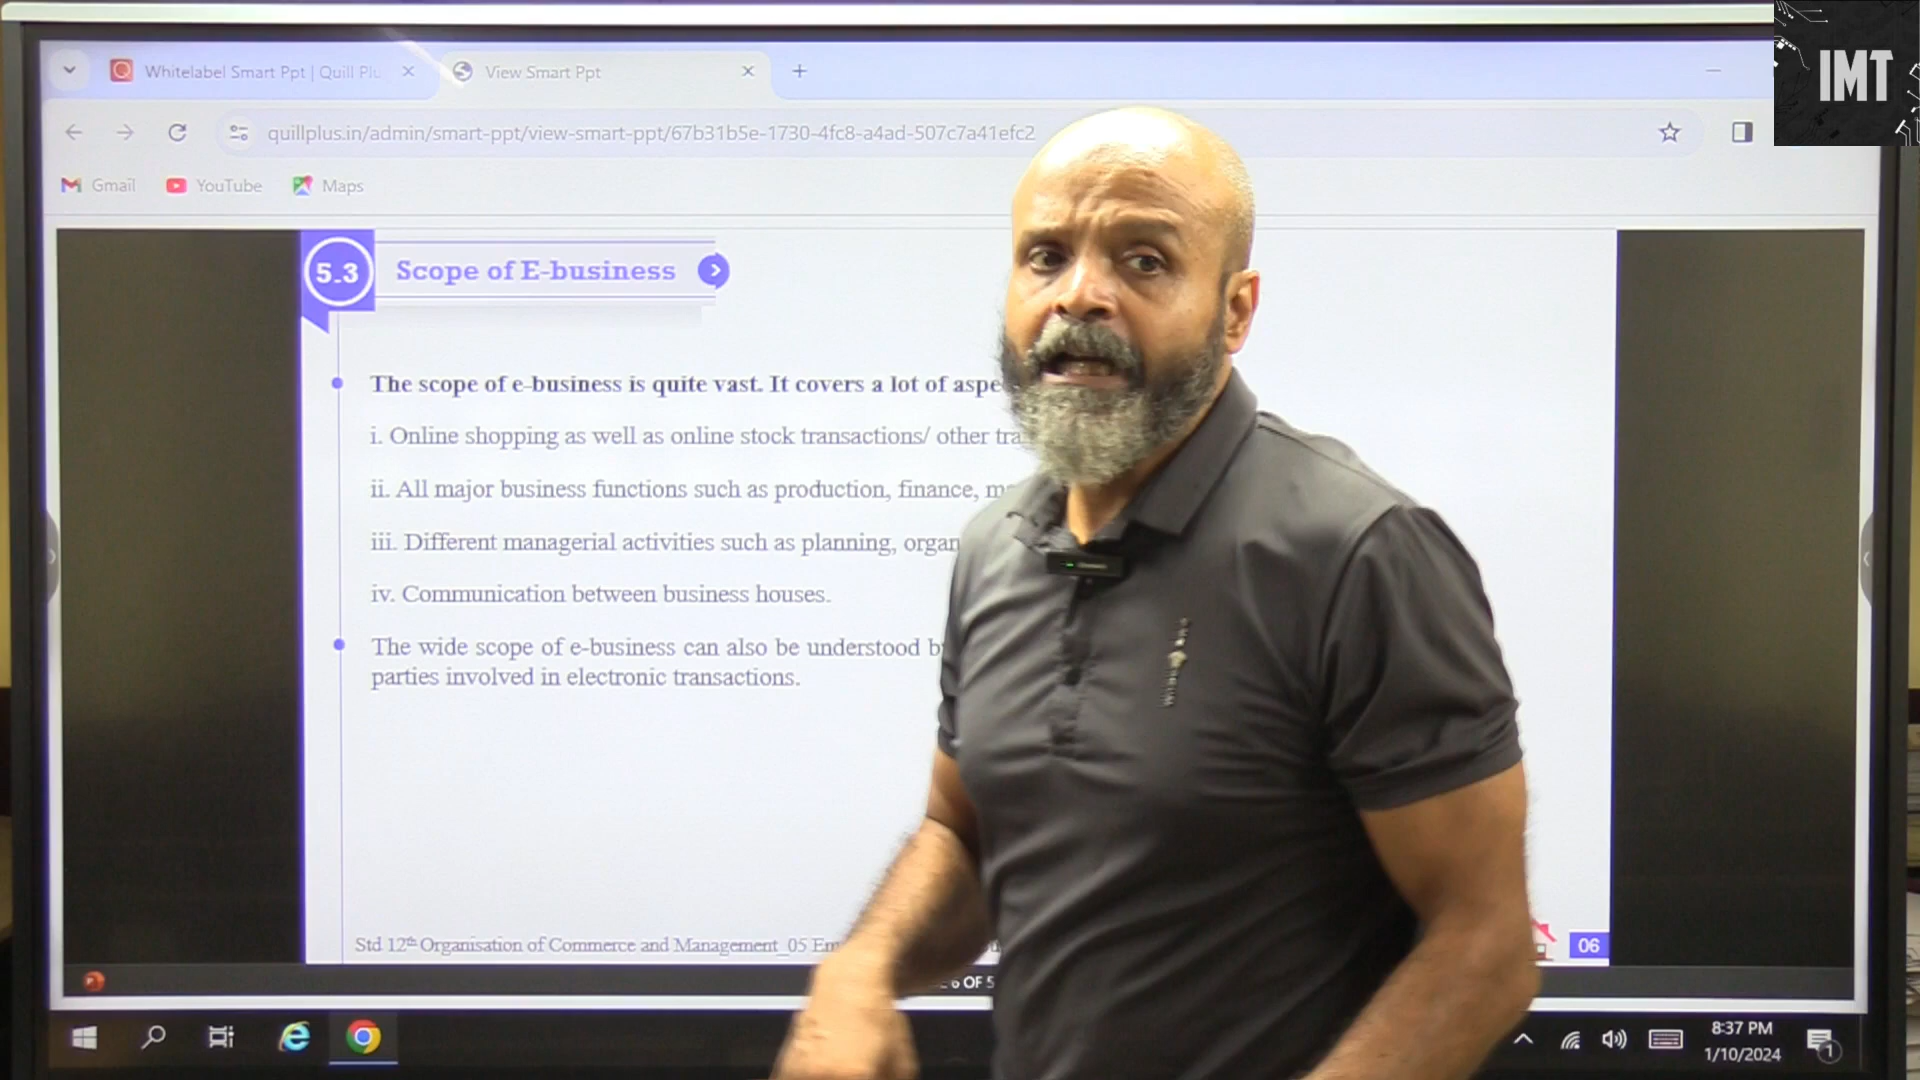 IMT
Whitelabel Smart Ppt | Quill Plu
View Smart Ppt
quillplus.in/admin/smart-ppt/view-smart-ppt/67b31b5e-1730-4fc8-a4ad-507c7a41efc2
Gmail YouTube Maps
5.3 Scope of E-business
The scope of e-business is quite vast. It covers a lot of aspe
i. Online shopping as well as online stock transactions/ other tra
ii. All major business functions such as production, finance, ma
iii. Different managerial activities such as planning, organ
iv. Communication between business houses.
The wide scope of e-business can also be understood b
parties involved in electronic transactions.
Std 12th Organisation of Commerce and Management_05 Em
06
6 OF 5
8:37 PM
1/10/2024
1